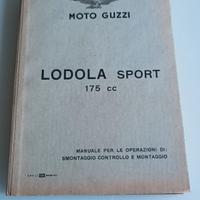 MOTO GUZZI
LODOLA SPORT
175 cc
MANUALE PER LE OPERAZIONI DI:
SMONTAGGIO CONTROLLO E MONTAGGIO